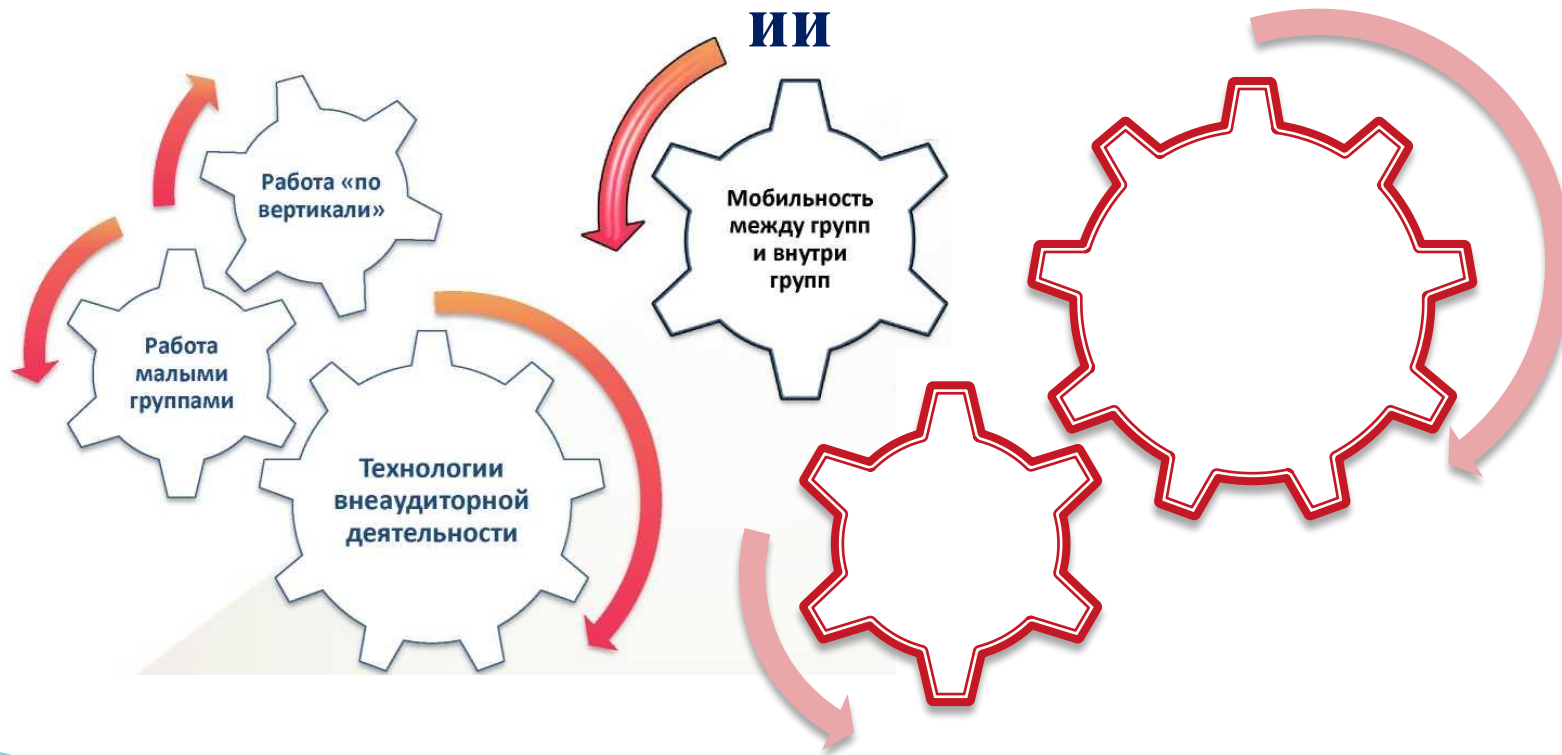 ии
Работа «по
вертикали»
Работа
малыми
группами
Технологии
внеаудиторной
деятельности
Мобильность
между групп
и внутри
групп